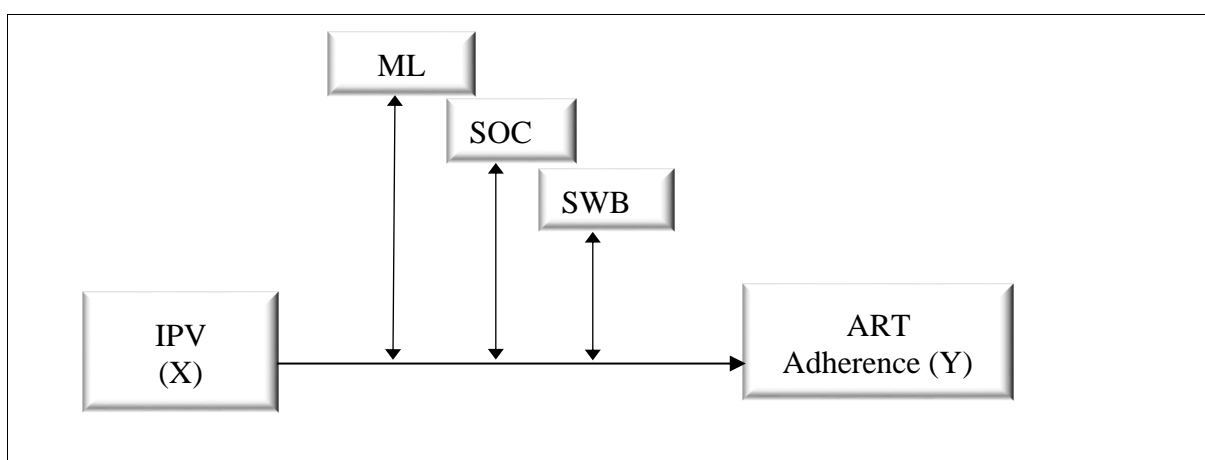 ML
SOC
SWB
IPV
(X)
ART
Adherence (Y)